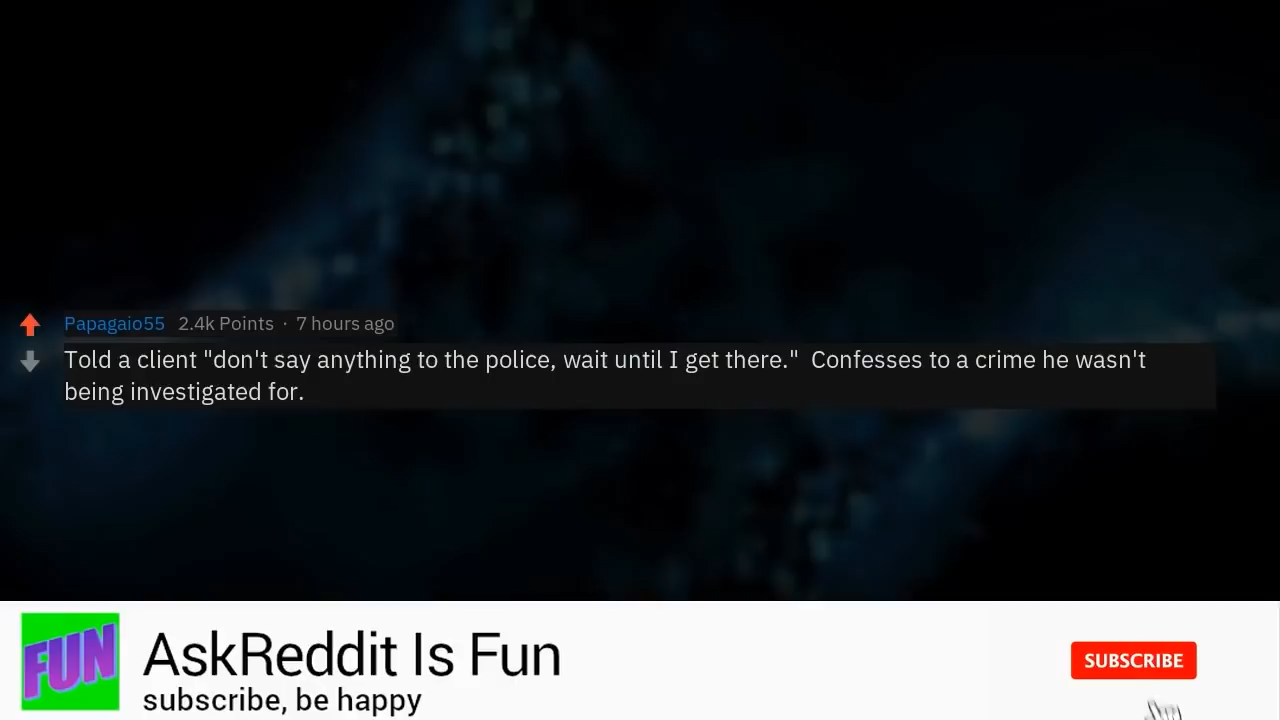 Papagaio55 2.4k Points · 7 hours ago
Told a client "don't say anything to the police, wait until I get there."  Confesses to a crime he wasn't
being investigated for.
FUN
AskReddit Is Fun
subscribe, be happy
SUBSCRIBE